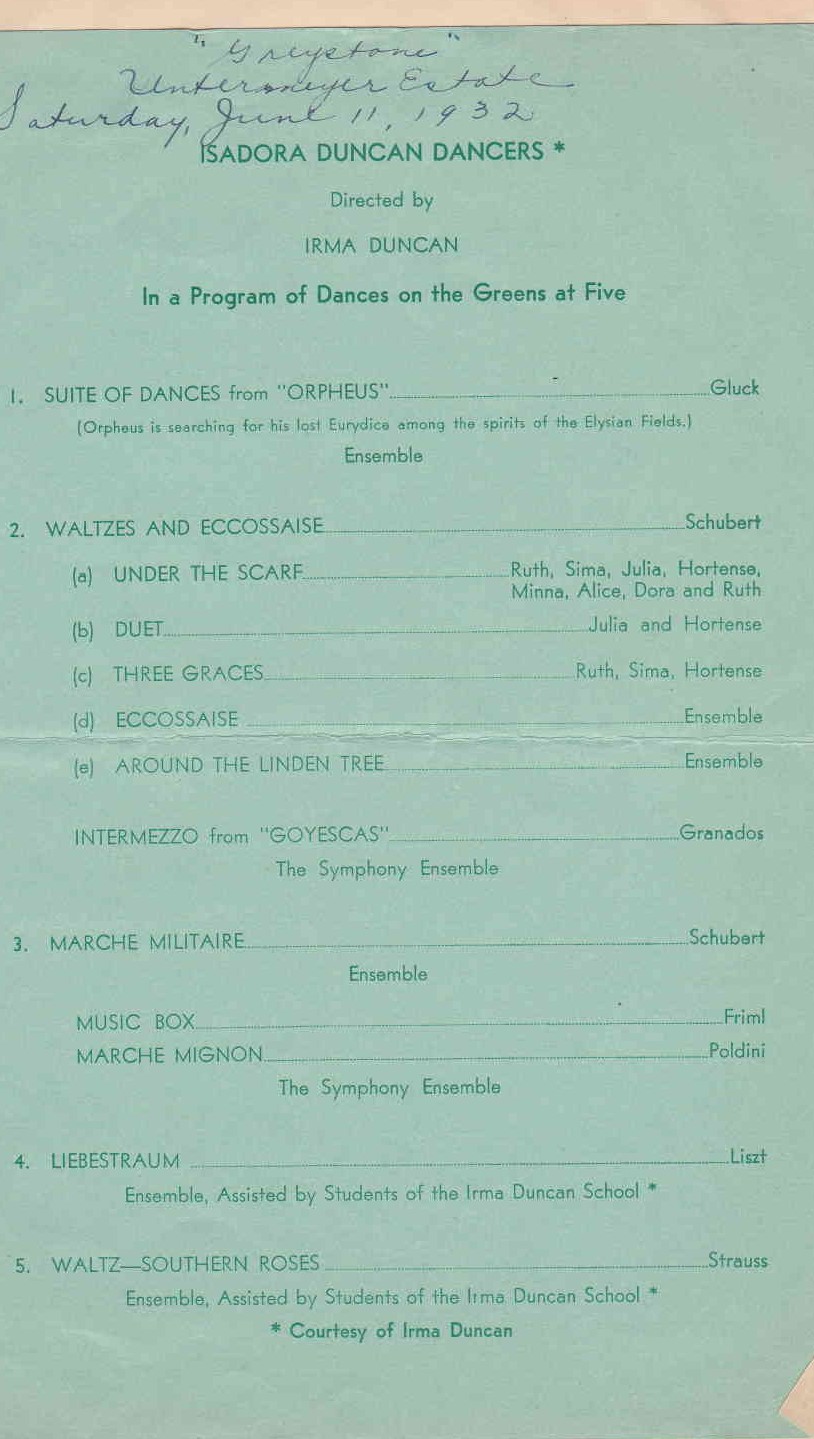 "Greystone"
Untermeyer Estate
Saturday, June 11, 1932
ISADORA DUNCAN DANCERS *
Directed by
IRMA DUNCAN
In a Program of Dances on the Greens at Five
1. SUITE OF DANCES from "ORPHEUS" Gluck
(Orpheus is searching for his lost Eurydice among the spirits of the Elysian Fields.)
Ensemble
2. WALTZES AND ECCOSSAISE Schubert
(a) UNDER THE SCARF Ruth, Sima, Julia, Hortense,
Minna, Alice, Dora and Ruth
(b) DUET Julia and Hortense
(c) THREE GRACES Ruth, Sima, Hortense
(d) ECCOSSAISE Ensemble
(e) AROUND THE LINDEN TREE Ensemble
INTERMEZZO from "GOYESCAS" Granados
The Symphony Ensemble
3. MARCHE MILITAIRE Schubert
Ensemble
MUSIC BOX Friml
MARCHE MIGNON Poldini
The Symphony Ensemble
4. LIEBESTRAUM Liszt
Ensemble, Assisted by Students of the Irma Duncan School *
5. WALTZ—SOUTHERN ROSES Strauss
Ensemble, Assisted by Students of the Irma Duncan School *
* Courtesy of Irma Duncan